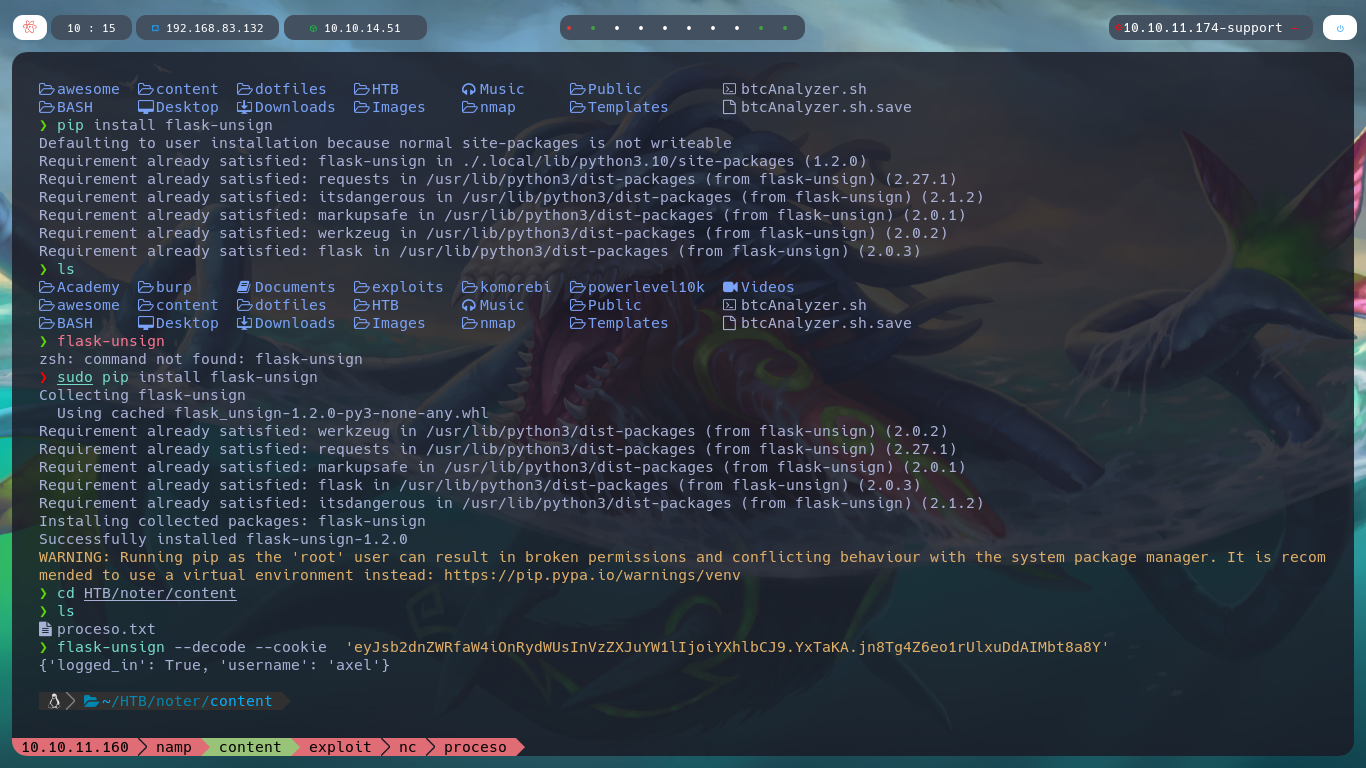 10 : 15 192.168.83.132 10.10.14.51 10.10.11.174-support
awesome content dotfiles HTB Music Public btcAnalyzer.sh
BASH Desktop Downloads Images nmap Templates btcAnalyzer.sh.save
❯ pip install flask-unsign
Defaulting to user installation because normal site-packages is not writeable
Requirement already satisfied: flask-unsign in ./.local/lib/python3.10/site-packages (1.2.0)
Requirement already satisfied: requests in /usr/lib/python3/dist-packages (from flask-unsign) (2.27.1)
Requirement already satisfied: itsdangerous in /usr/lib/python3/dist-packages (from flask-unsign) (2.1.2)
Requirement already satisfied: markupsafe in /usr/lib/python3/dist-packages (from flask-unsign) (2.0.1)
Requirement already satisfied: werkzeug in /usr/lib/python3/dist-packages (from flask-unsign) (2.0.2)
Requirement already satisfied: flask in /usr/lib/python3/dist-packages (from flask-unsign) (2.0.3)
❯ ls
Academy burp Documents exploits komorebi powerlevel10k Videos
awesome content dotfiles HTB Music Public btcAnalyzer.sh
BASH Desktop Downloads Images nmap Templates btcAnalyzer.sh.save
❯ flask-unsign
zsh: command not found: flask-unsign
❯ sudo pip install flask-unsign
Collecting flask-unsign
  Using cached flask_unsign-1.2.0-py3-none-any.whl
Requirement already satisfied: werkzeug in /usr/lib/python3/dist-packages (from flask-unsign) (2.0.2)
Requirement already satisfied: requests in /usr/lib/python3/dist-packages (from flask-unsign) (2.27.1)
Requirement already satisfied: markupsafe in /usr/lib/python3/dist-packages (from flask-unsign) (2.0.1)
Requirement already satisfied: flask in /usr/lib/python3/dist-packages (from flask-unsign) (2.0.3)
Requirement already satisfied: itsdangerous in /usr/lib/python3/dist-packages (from flask-unsign) (2.1.2)
Installing collected packages: flask-unsign
Successfully installed flask-unsign-1.2.0
WARNING: Running pip as the 'root' user can result in broken permissions and conflicting behaviour with the system package manager. It is recom
mended to use a virtual environment instead: https://pip.pypa.io/warnings/venv
❯ cd HTB/noter/content
❯ ls
proceso.txt
❯ flask-unsign --decode --cookie  'eyJsb2dnZWRfaW4iOnRydWUsInVzZXJuYW1lIjoiYXhlbCJ9.YxTaKA.jn8Tg4Z6eo1rUlxuDdAIMbt8a8Y'
{'logged_in': True, 'username': 'axel'}
~/HTB/noter/content
10.10.11.160 namp content exploit nc proceso